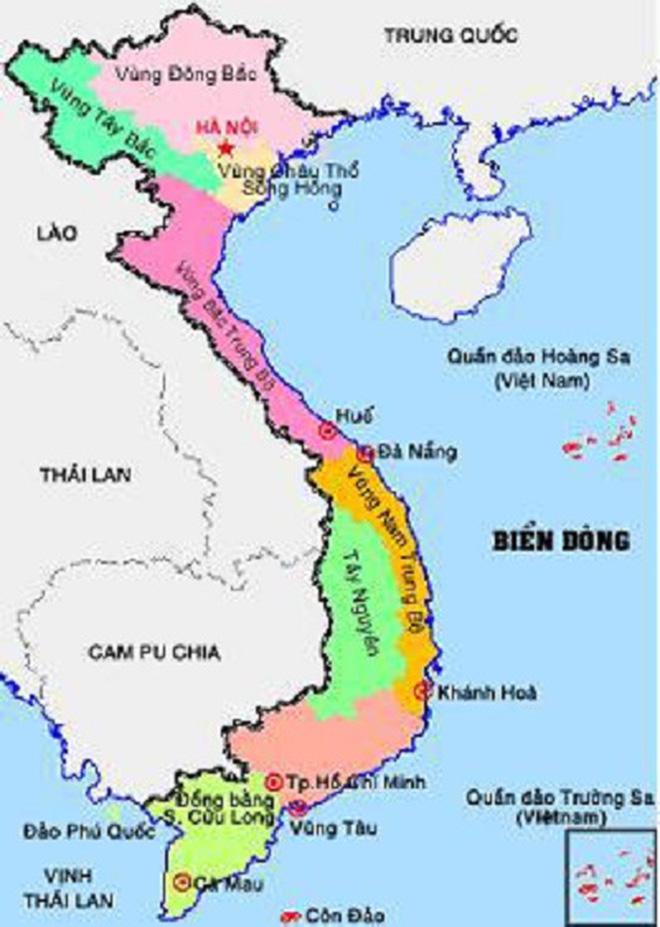 TRUNG QUỐC
Vùng Đông Bắc
Vùng Tây Bắc
HÀ NỘI
Vùng Châu Thổ
Sông Hồng
LÀO
Vùng Bắc Trung Bộ
Quần đảo Hoàng Sa
(Việt Nam)
Huế
Đà Nẵng
THÁI LAN
Vùng Nam Trung Bộ
BIỂN ĐÔNG
Tây Nguyên
CAM PU CHIA
Khánh Hoà
Tp.Hồ Chí Minh
Đồng bằng
S. Cửu Long
Quần đảo Trường Sa
(Việtnam)
Đảo Phú Quốc
Vũng Tàu
VỊNH
THÁI LAN
Cà Mau
Côn Đảo